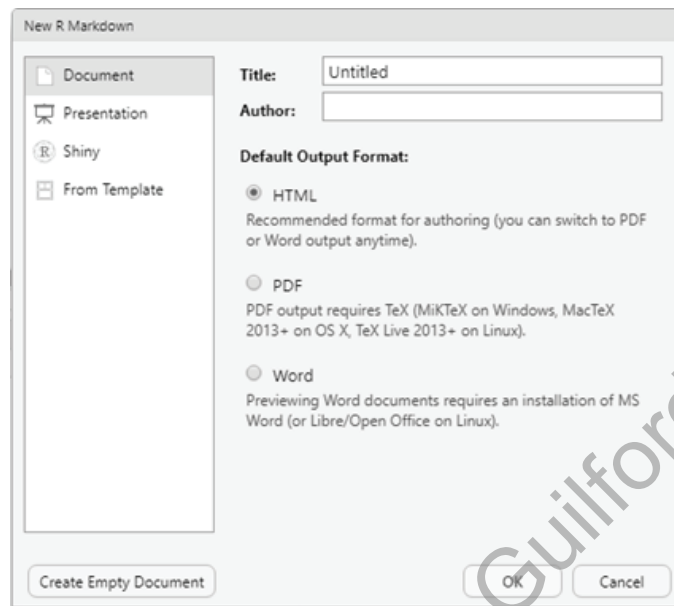 New R Markdown
Document
Presentation
R Shiny
From Template
Title: Untitled
Author:
Default Output Format:
HTML
Recommended format for authoring (you can switch to PDF
or Word output anytime).
PDF
PDF output requires TeX (MiKTeX on Windows, MacTeX
2013+ on OS X, TeX Live 2013+ on Linux).
Word
Previewing Word documents requires an installation of MS
Word (or Libre/Open Office on Linux).
Create Empty Document
OK
Cancel